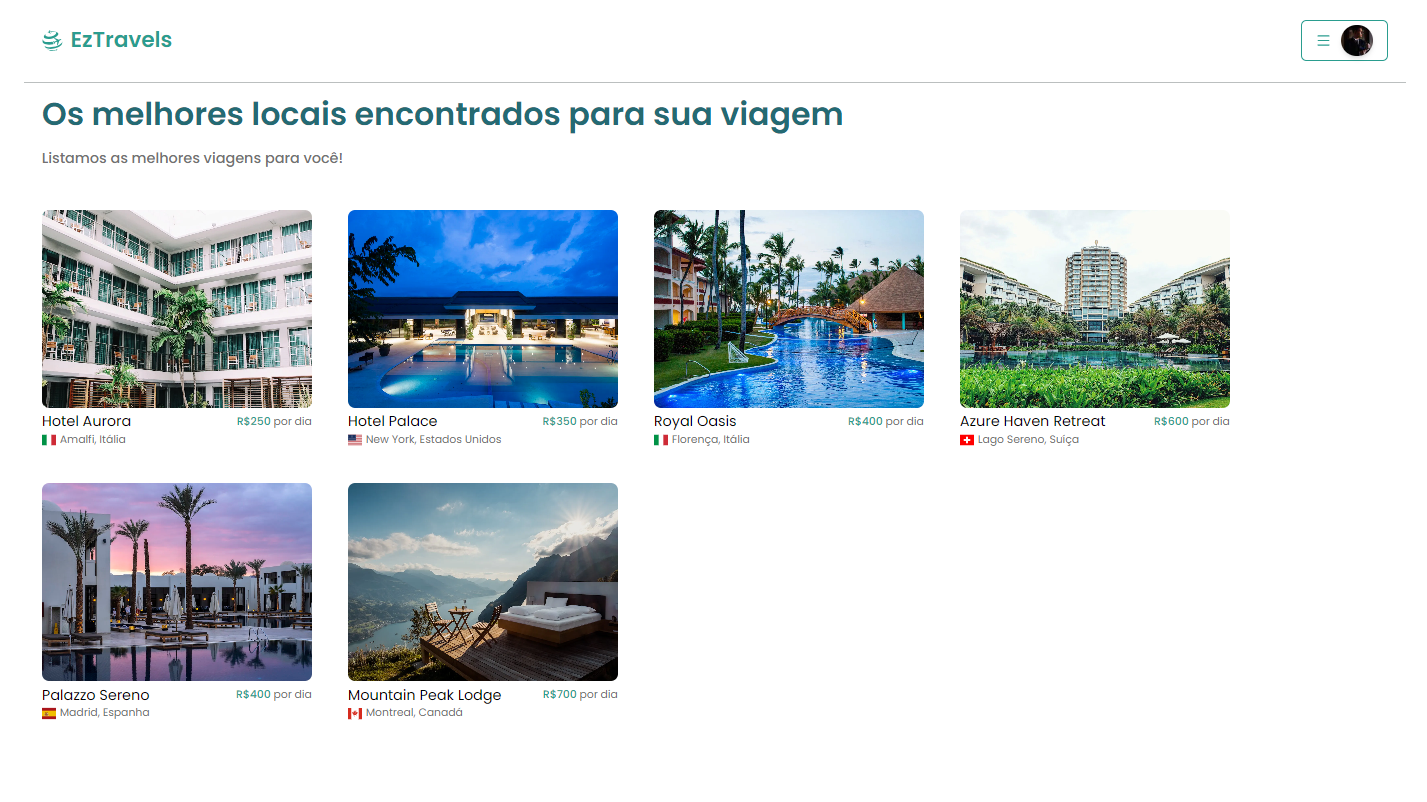 EzTravels
Os melhores locais encontrados para sua viagem
Listamos as melhores viagens para você!
Hotel Aurora R$250 por dia
Amalfi, Itália
Hotel Palace R$350 por dia
New York, Estados Unidos
Royal Oasis R$400 por dia
Florença, Itália
Azure Haven Retreat R$600 por dia
Lago Sereno, Suíça
Palazzo Sereno R$400 por dia
Madrid, Espanha
Mountain Peak Lodge R$700 por dia
Montreal, Canadá